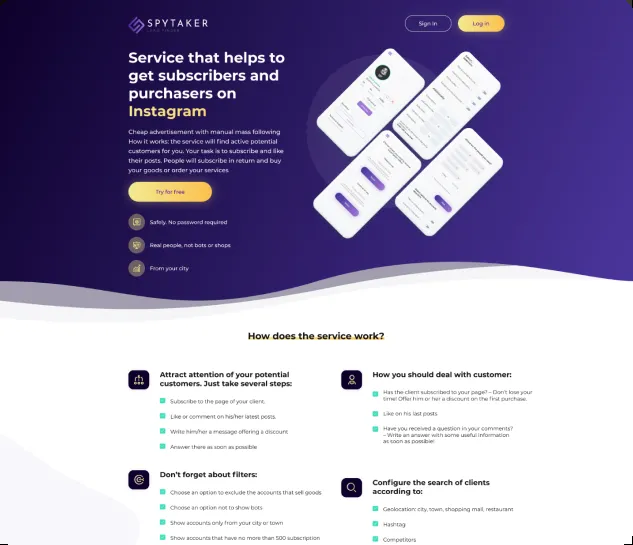 SPYTAKER
Sign In
Log in
Service that helps to
get subscribers and
purchasers on
Instagram
Cheap advertisement with manual mass following
How it works: the service will find active potential
customers for you. Your task is to subscribe and like
their posts. People will subscribe in return and buy
your goods or order your services
Try for free
Safely. No password required
Real people, not bots or shops
From your city
How does the service work?
Attract attention of your potential
customers. Just take several steps:
Subscribe to the page of your client.
Like or comment on his/her latest posts.
Write him/her a message offering a discount
Answer there as soon as possible
How you should deal with customer:
Has the client subscribed to your page? – Don't lose your
time! Offer him or her a discount on the first purchase.
Like on his last posts
Have you received a question in your comments?
– Write an answer with some useful information
as soon as possible!
Don't forget about filters:
Choose an option to exclude the accounts that sell goods
Choose an option not to show bots
Show accounts only from your city or town
Show accounts that have no more than 500 subscription
Configure the search of clients
according to:
Geolocation: city, town, shopping mall, restaurant
Hashtag
Competitors